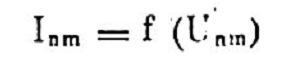 Iₙₘ = f (Uₙₘ)